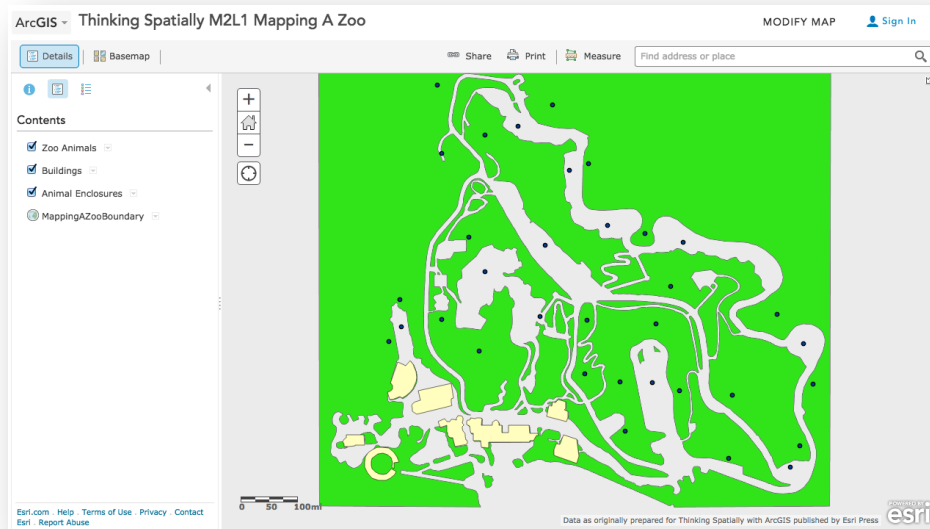 ArcGIS Thinking Spatially M2L1 Mapping A Zoo
MODIFY MAP Sign In
Details Basemap Share Print Measure Find address or place
Contents
Zoo Animals
Buildings
Animal Enclosures
MappingAZooBoundary
0 50 100m
Esri.com . Help . Terms of Use . Privacy . Contact
Esri . Report Abuse
Data as originally prepared for Thinking Spatially with ArcGIS published by Esri Press
POWERED BY
esri